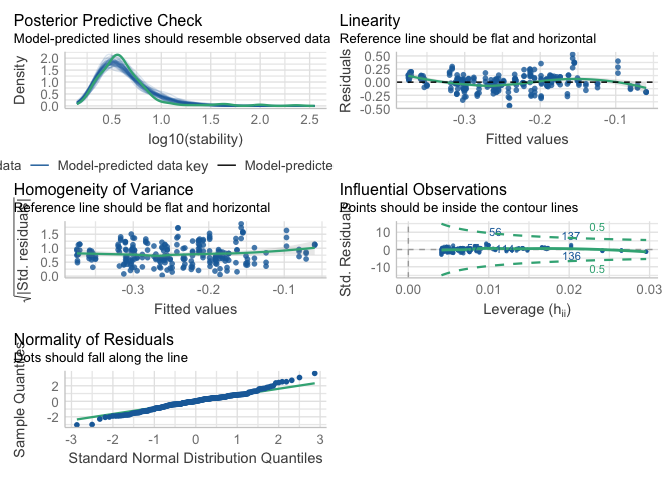 Posterior Predictive Check
Model-predicted lines should resemble observed data
Density
2.0
1.5
1.0
0.5
0.0
0.5
1.0
1.5
2.0
2.5
log10(stability)
data
Model-predicted data
key
Model-predicte
Linearity
Reference line should be flat and horizontal
Residuals
0.50
0.25
0.00
-0.25
-0.50
-0.3
-0.2
-0.1
Fitted values
Homogeneity of Variance
Reference line should be flat and horizontal
√|Std. residuals|
1.5
1.0
0.5
0.0
-0.3
-0.2
-0.1
Fitted values
Influential Observations
Points should be inside the contour lines
Std. Residuals
10
0
-10
0.5
56
137
136
0.5
0.00
0.01
0.02
0.03
Leverage (hii)
Normality of Residuals
Dots should fall along the line
Sample Quantiles
2
0
-2
-3
-2
-1
0
1
2
3
Standard Normal Distribution Quantiles